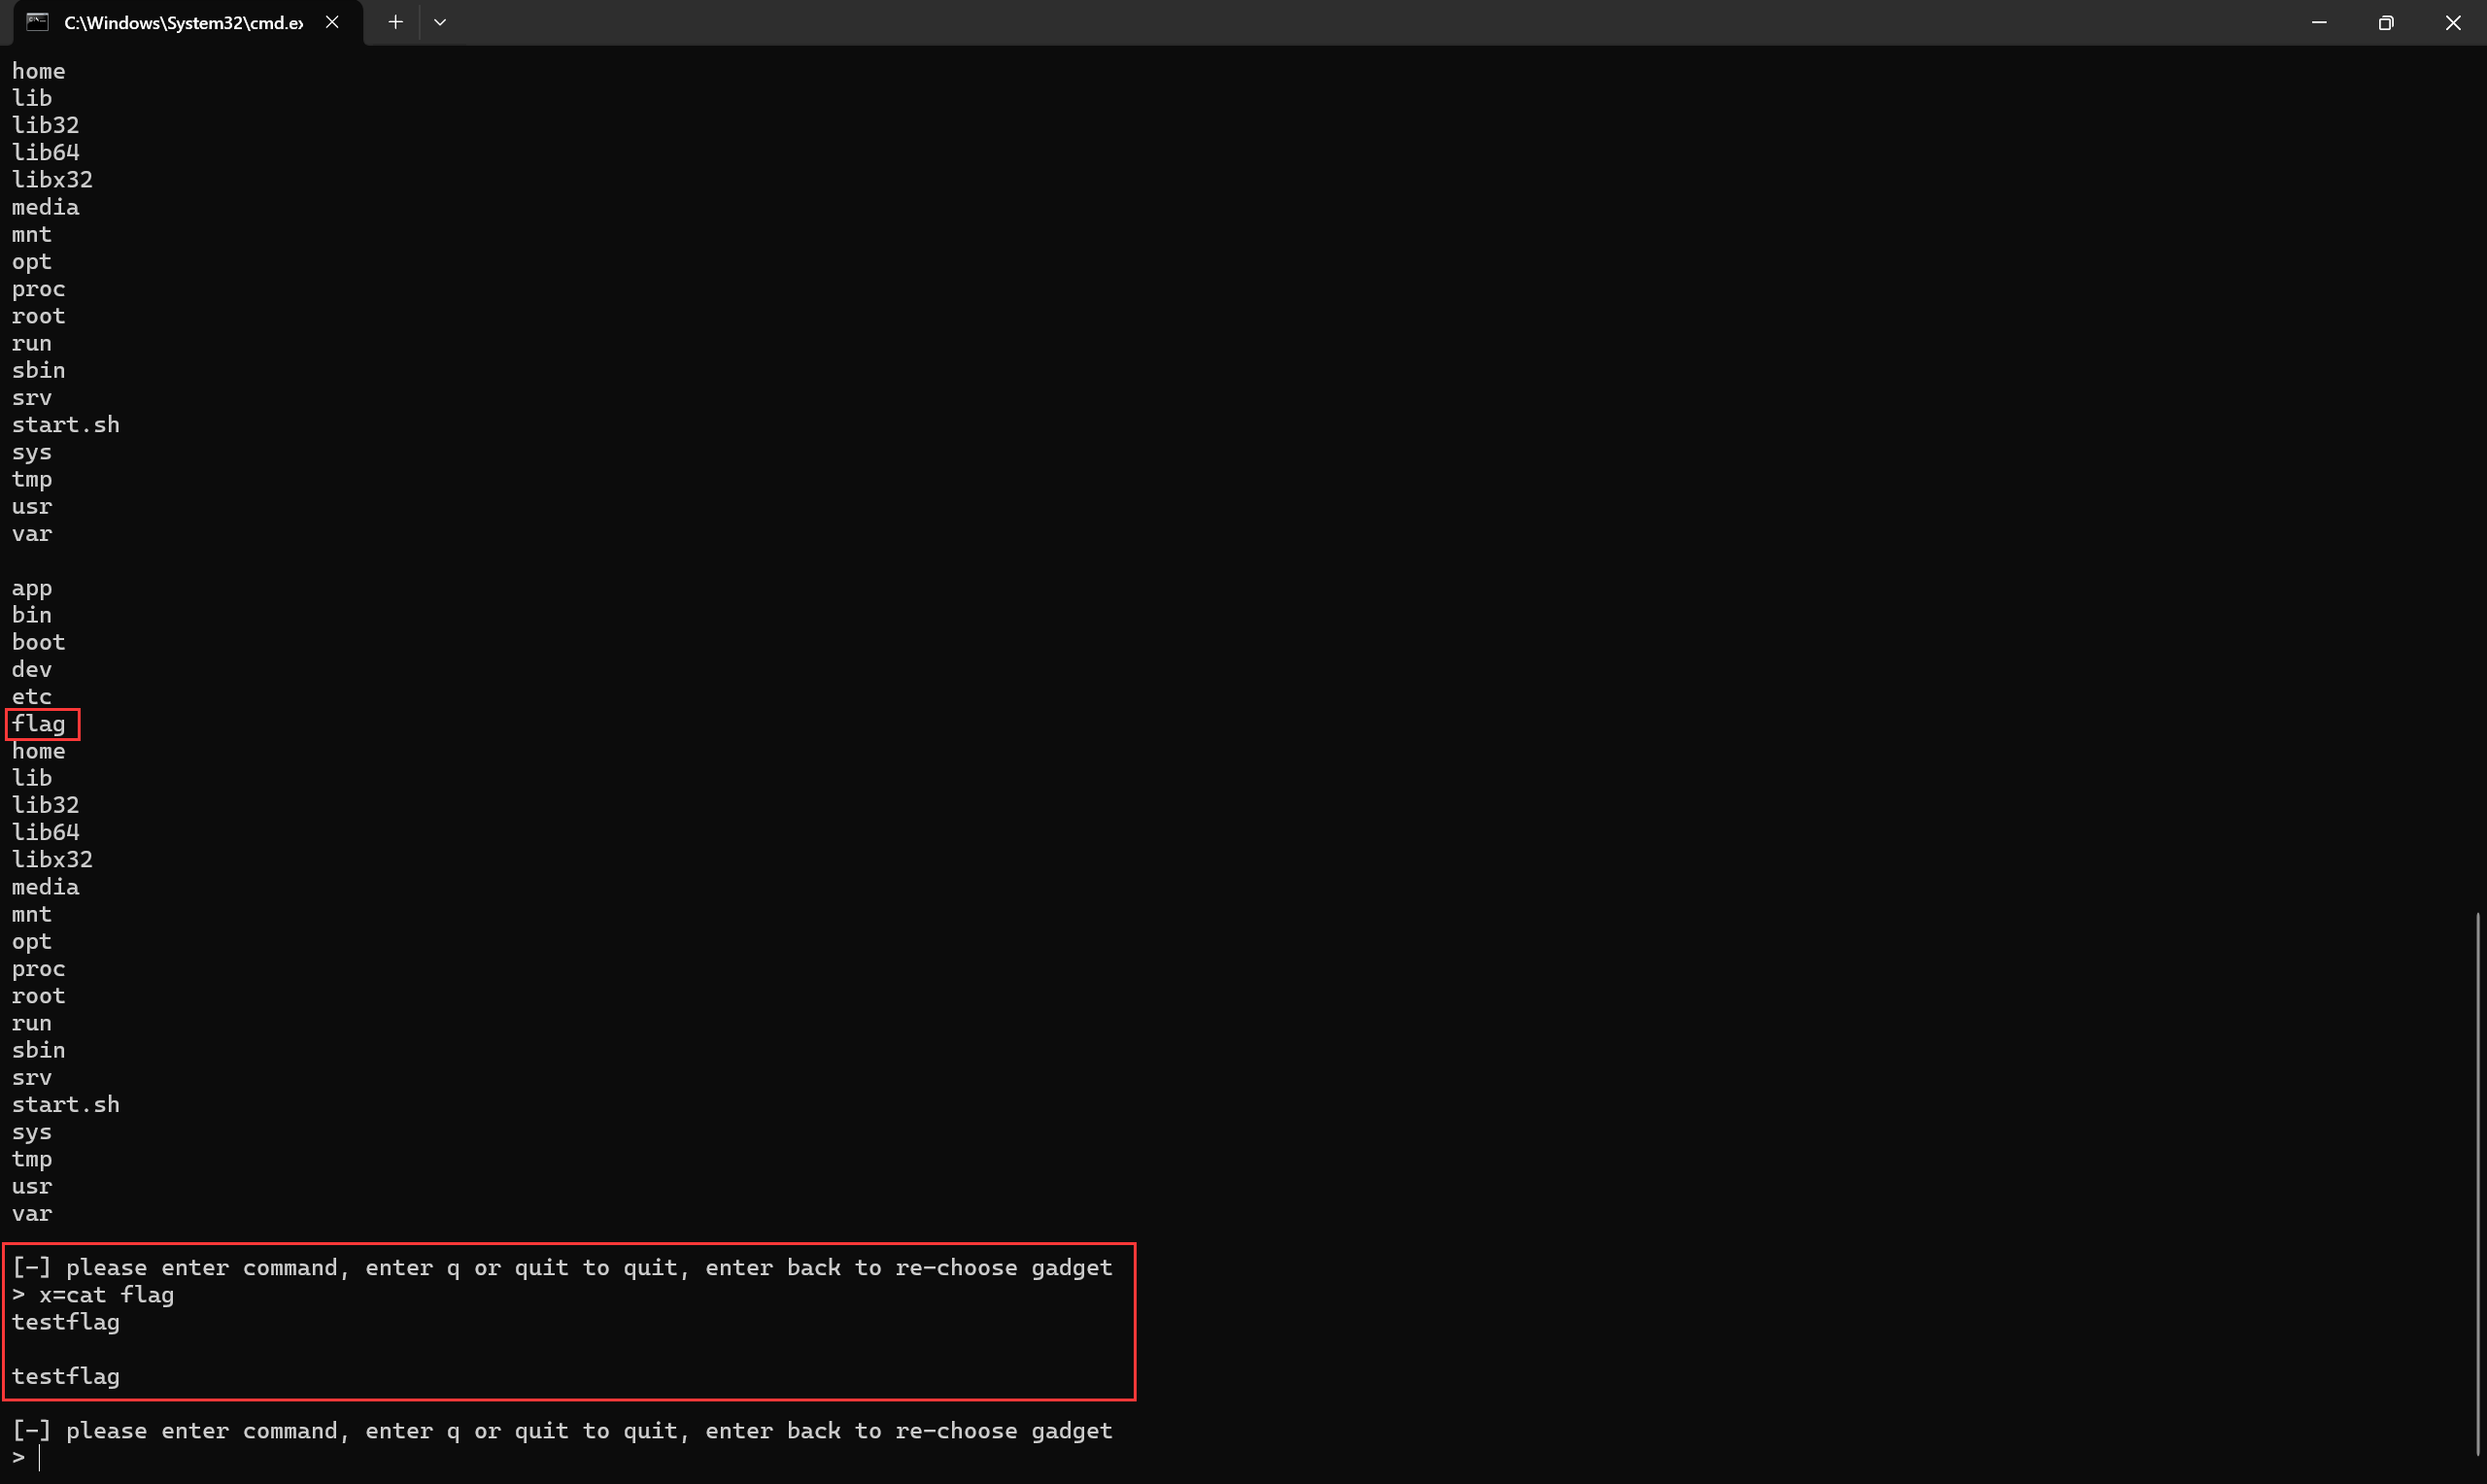 C:\Windows\System32\cmd.ex
home
lib
lib32
lib64
libx32
media
mnt
opt
proc
root
run
sbin
srv
start.sh
sys
tmp
usr
var
app
bin
boot
dev
etc
flag
home
lib
lib32
lib64
libx32
media
mnt
opt
proc
root
run
sbin
srv
start.sh
sys
tmp
usr
var
[-] please enter command, enter q or quit to quit, enter back to re-choose gadget
> x=cat flag
testflag
testflag
[-] please enter command, enter q or quit to quit, enter back to re-choose gadget
>